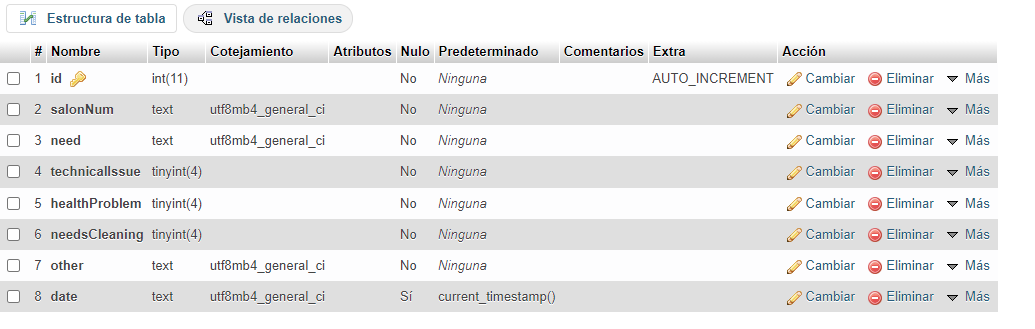 Estructura de tabla Vista de relaciones
# Nombre Tipo Cotejamiento Atributos Nulo Predeterminado Comentarios Extra Acción
1 id int(11) No Ninguna AUTO_INCREMENT Cambiar Eliminar Más
2 salonNum text utf8mb4_general_ci No Ninguna Cambiar Eliminar Más
3 need text utf8mb4_general_ci No Ninguna Cambiar Eliminar Más
4 technicalIssue tinyint(4) No Ninguna Cambiar Eliminar Más
5 healthProblem tinyint(4) No Ninguna Cambiar Eliminar Más
6 needsCleaning tinyint(4) No Ninguna Cambiar Eliminar Más
7 other text utf8mb4_general_ci No Ninguna Cambiar Eliminar Más
8 date text utf8mb4_general_ci Sí current_timestamp() Cambiar Eliminar Más